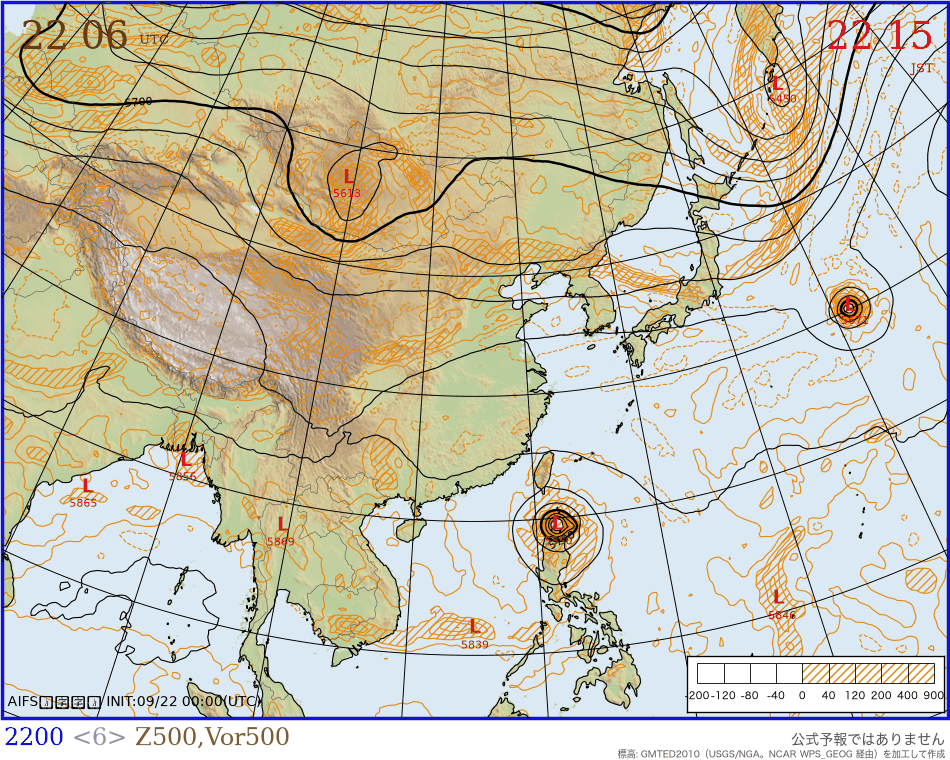 22 06 UTC
22 15
JST
5700
L
5450
L
5613
L
L
5856
L
5865
L
5869
L
L
5846
L
5839
-200 -120 -80 -40 0 40 120 200 400 900
AIFS INIT:09/22 00:00(UTC)
2200 <6> Z500,Vor500
公式予報ではありません
標高: GMTED2010（USGS/NGA。NCAR WPS_GEOG 経由）を加工して作成